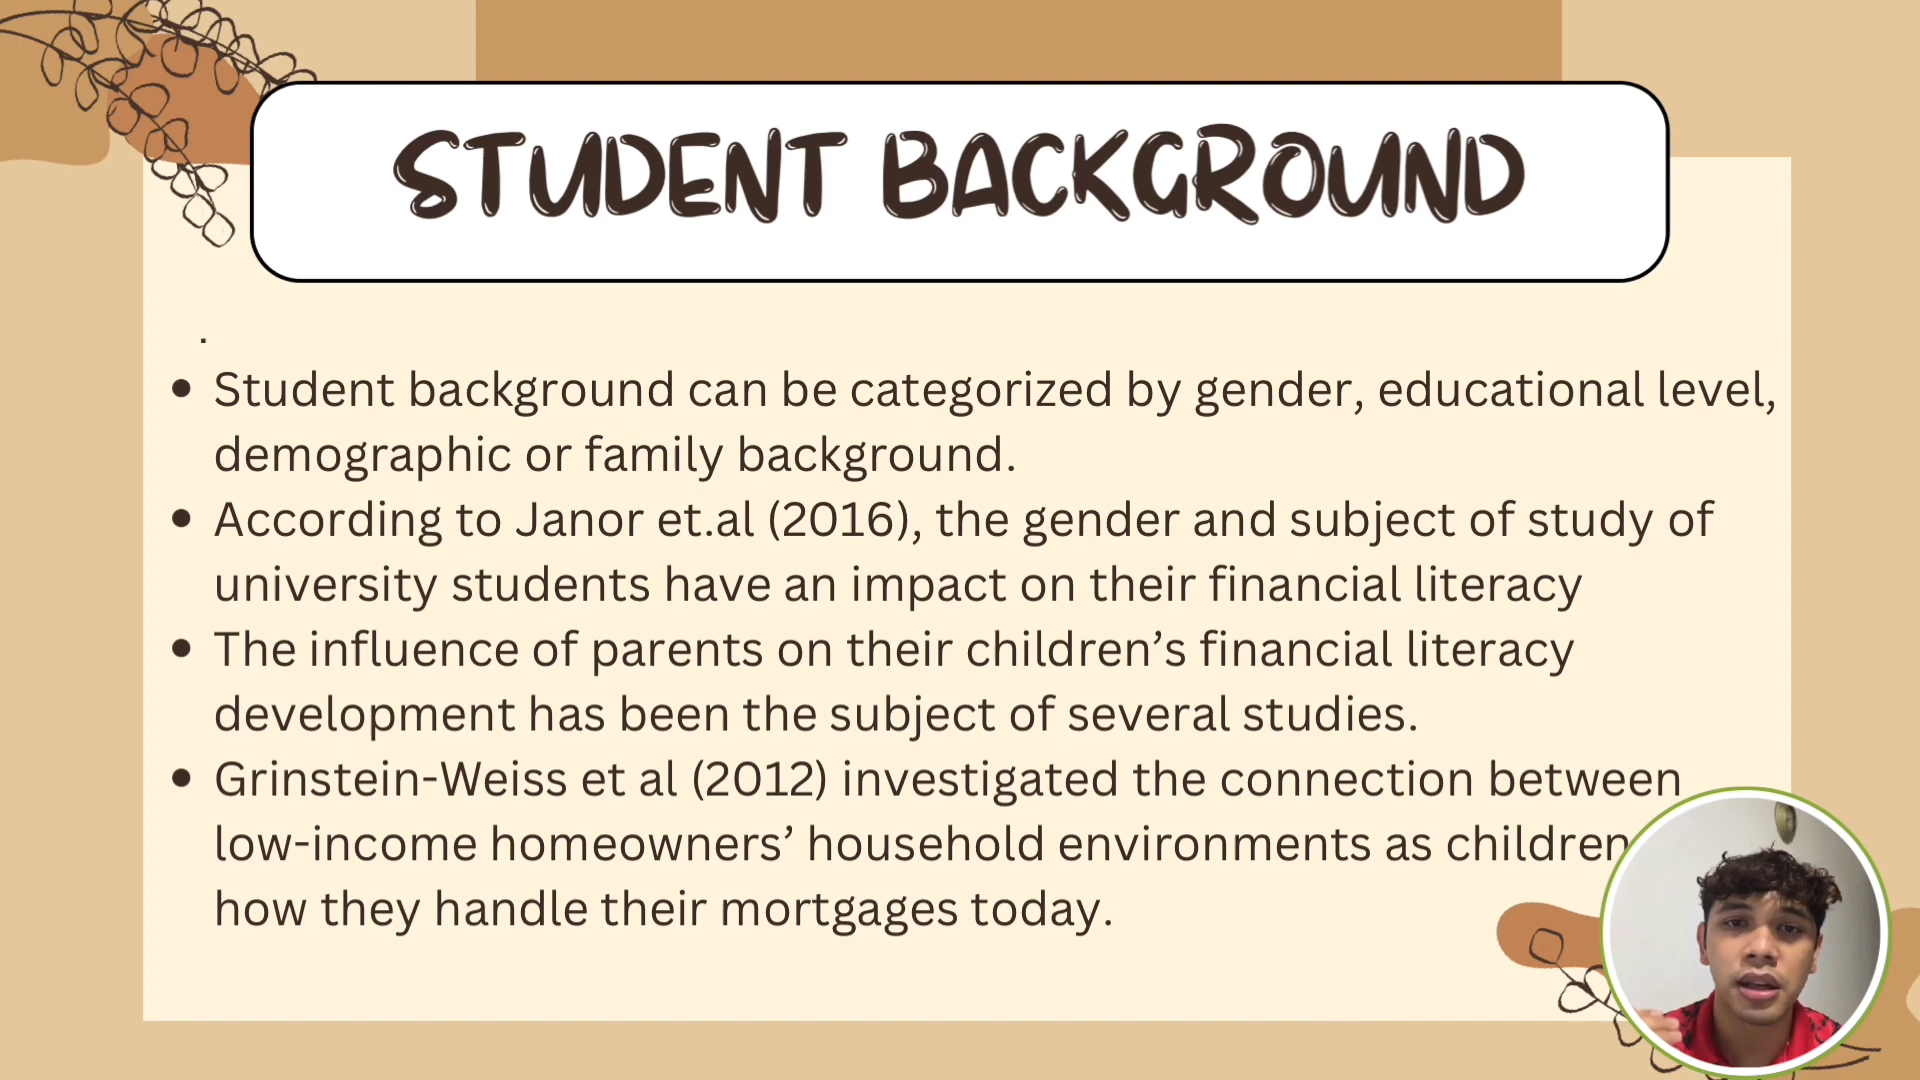 STUDENT BACKGROUND
.
• Student background can be categorized by gender, educational level,
demographic or family background.
• According to Janor et.al (2016), the gender and subject of study of
university students have an impact on their financial literacy
• The influence of parents on their children’s financial literacy
development has been the subject of several studies.
• Grinstein-Weiss et al (2012) investigated the connection between
low-income homeowners’ household environments as children
how they handle their mortgages today.